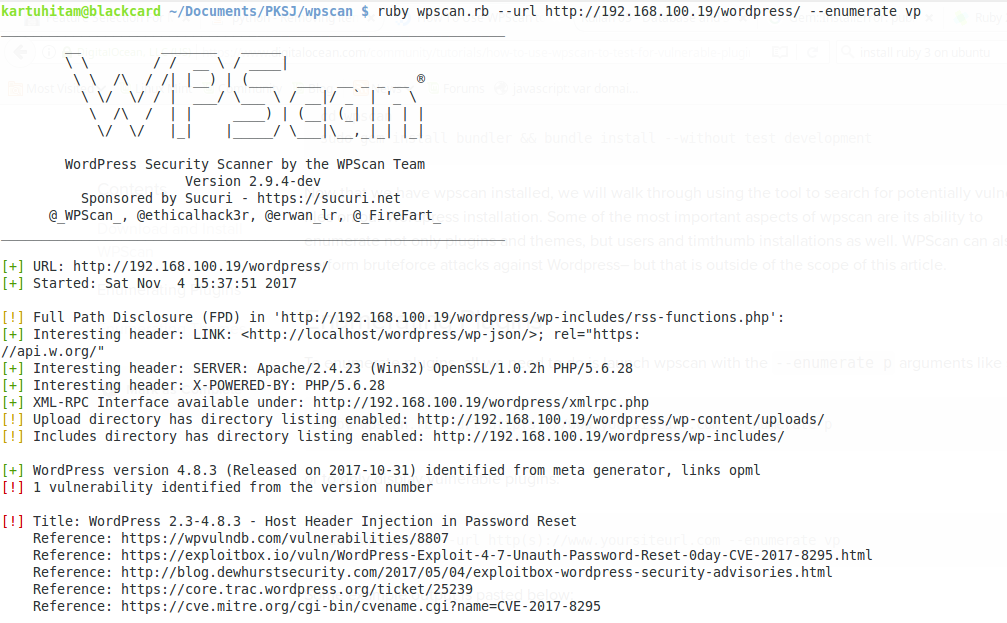 kartuhitam@blackcard ~/Documents/PKSJ/wpscan $ ruby wpscan.rb --url http://192.168.100.19/wordpress/ --enumerate vp
WPScan ®
WordPress Security Scanner by the WPScan Team
Version 2.9.4-dev
Sponsored by Sucuri - https://sucuri.net
@_WPScan_, @ethicalhack3r, @erwan_lr, @_FireFart_
[+] URL: http://192.168.100.19/wordpress/
[+] Started: Sat Nov  4 15:37:51 2017
[!] Full Path Disclosure (FPD) in 'http://192.168.100.19/wordpress/wp-includes/rss-functions.php':
[+] Interesting header: LINK: <http://localhost/wordpress/wp-json/>; rel="https:
//api.w.org/"
[+] Interesting header: SERVER: Apache/2.4.23 (Win32) OpenSSL/1.0.2h PHP/5.6.28
[+] Interesting header: X-POWERED-BY: PHP/5.6.28
[+] XML-RPC Interface available under: http://192.168.100.19/wordpress/xmlrpc.php
[!] Upload directory has directory listing enabled: http://192.168.100.19/wordpress/wp-content/uploads/
[!] Includes directory has directory listing enabled: http://192.168.100.19/wordpress/wp-includes/
[+] WordPress version 4.8.3 (Released on 2017-10-31) identified from meta generator, links opml
[!] 1 vulnerability identified from the version number
[!] Title: WordPress 2.3-4.8.3 - Host Header Injection in Password Reset
Reference: https://wpvulndb.com/vulnerabilities/8807
Reference: https://exploitbox.io/vuln/WordPress-Exploit-4-7-Unauth-Password-Reset-0day-CVE-2017-8295.html
Reference: http://blog.dewhurstsecurity.com/2017/05/04/exploitbox-wordpress-security-advisories.html
Reference: https://core.trac.wordpress.org/ticket/25239
Reference: https://cve.mitre.org/cgi-bin/cvename.cgi?name=CVE-2017-8295